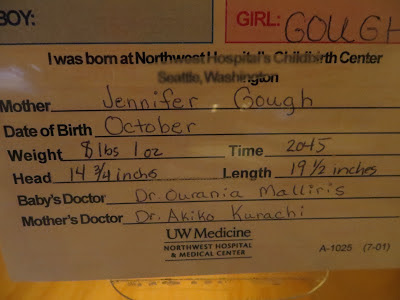 BOY: GIRL: GOUGH
I was born at Northwest Hospital's Childbirth Center
Seattle, Washington
Mother Jennifer Gough
Date of Birth October
Weight 8 lbs 1 oz Time 2045
Head 14 3/4 inches Length 19 1/2 inches
Baby's Doctor Dr. Ourania Malliris
Mother's Doctor Dr. Akiko Kurachi
UW Medicine
NORTHWEST HOSPITAL
& MEDICAL CENTER
A-1025 (7-01)